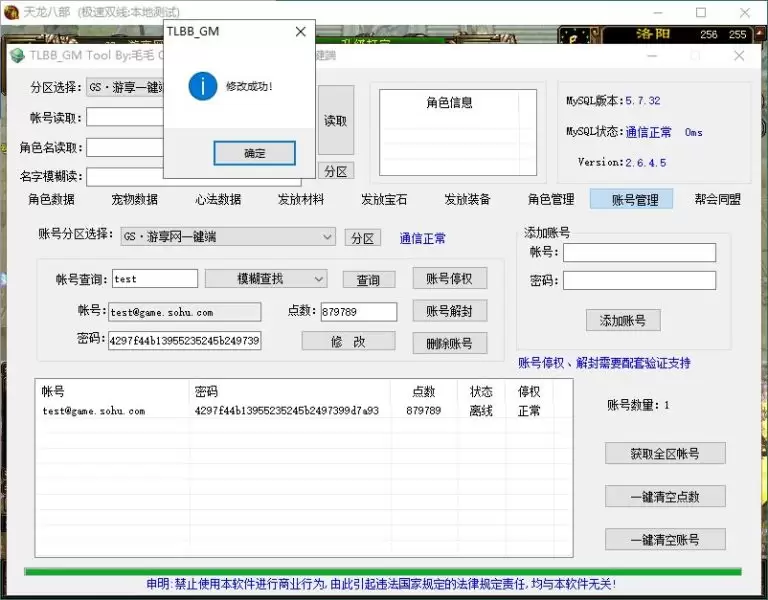 天龙八部 (极速双线:本地测试)
洛阳 256 255
TLBB_GM Tool By:毛毛
TLBB_GM
修改成功!
确定
分区选择: GS·游享一键端
帐号读取:
角色名读取:
名字模糊读:
读取
分区
角色信息
MySQL版本:5.7.32
MySQL状态:通信正常 0ms
Version:2.6.4.5
角色数据 宠物数据 心法数据 发放材料 发放宝石 发放装备 角色管理 账号管理 帮会同盟
账号分区选择: GS·游享网一键端 分区 通信正常
帐号查询: test 模糊查找 查询 账号停权
帐号: test@game.sohu.com 点数: 879789 账号解封
密码: 4297f44b13955235245b249739 修 改 删除账号
添加账号
帐号:
密码:
添加账号
账号停权、解封需要配套验证支持
帐号 密码 点数 状态 停权
test@game.sohu.com 4297f44b13955235245b2497399d7a93 879789 离线 正常
账号数量:1
获取全区帐号
一键清空点数
一键清空账号
申明:禁止使用本软件进行商业行为,由此引起违法国家规定的法律规定责任,均与本软件无关!